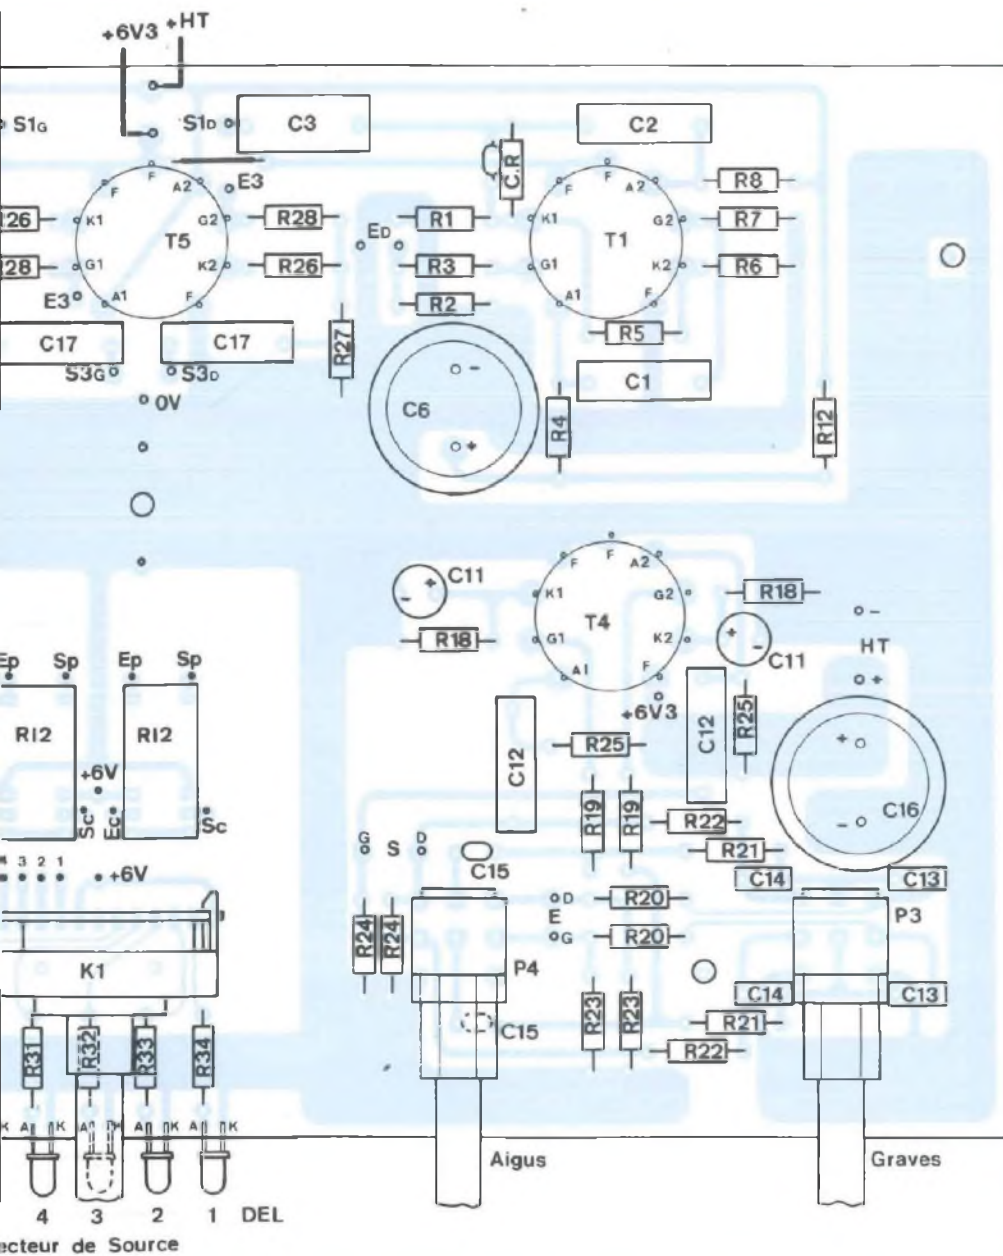 +6V3 +HT
S1G S1D C3 C2
C.R
F F A2 E3 F F A2 R8
126 K1 G2 R28 R1 K1 G2 R7
T5 ED T1
28 G1 K2 R26 R3 G1 K2 R6
E3 A1 F R2 A1 F
R5
C17 C17 R27
S3G S3D C1
OV C6 - R4 R12
+
F F A2
+ - C11 K1 G2 R18
T4 -
R18 G1 K2 + - C11 HT
Ep Sp Ep Sp A1 F +
+6V3
RI2 RI2 C12 R25 C12 R25 +
+6V
Sc Ec Sc R19 R19 R22 - C16
G S D R21
3 2 1 +6V C15 C14 C13
D R20 P3
E
R24 R24 G R20
K1 P4
C14 C13
R31 R32 R33 R34 C15 R23 R23 R21
R22
K A K A K A K A K
Aigus Graves
4 3 2 1 DEL
ecteur de Source